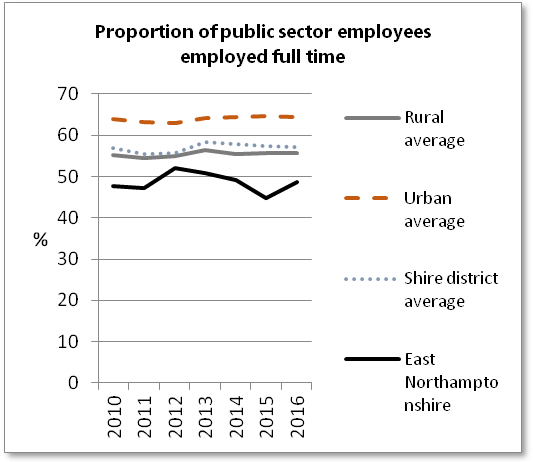 Proportion of public sector employees
employed full time
70
60
50
40
30
20
10
0
%
2010
2011
2012
2013
2014
2015
2016
Rural
average
Urban
average
Shire district
average
East
Northampto
nshire